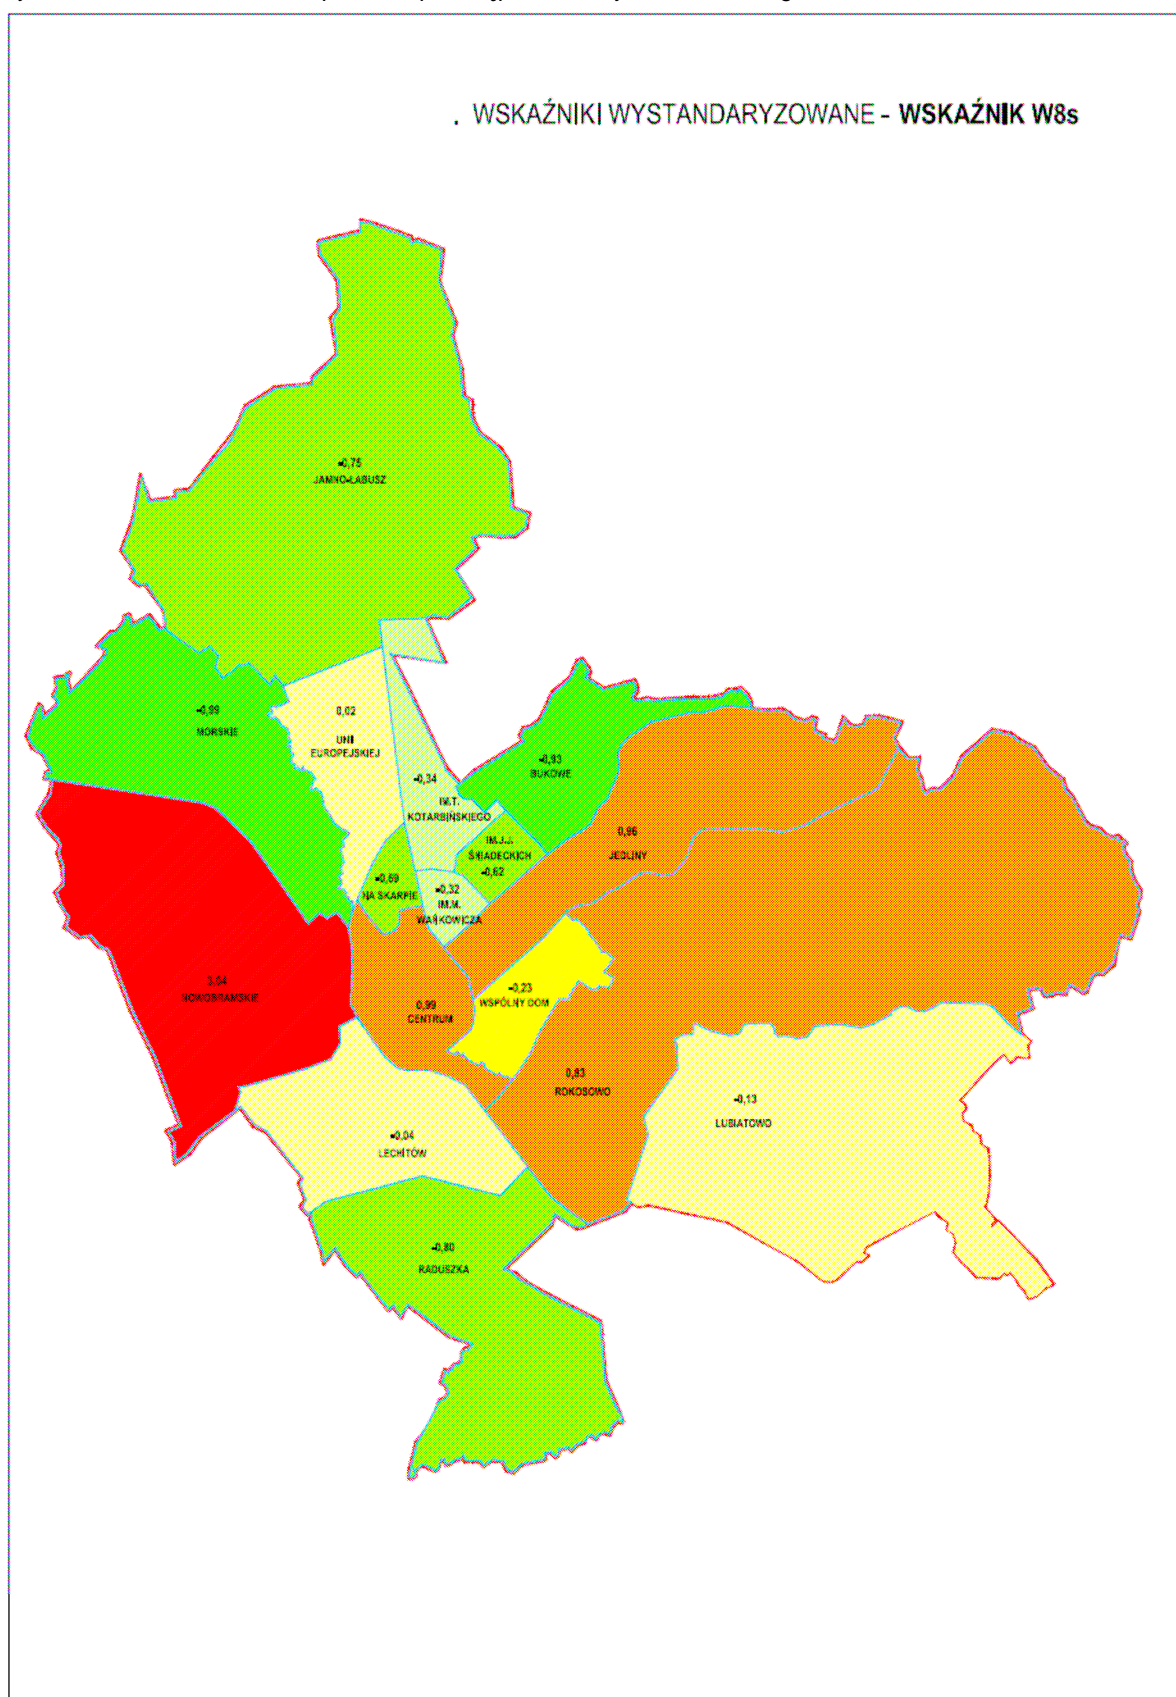 . WSKAŹNIKI WYSTANDARYZOWANE - WSKAŹNIK W8s
-0,75
JAMNO-ŁABUSZ
-0,99
MORSKIE
0,02
UNII
EUROPEJSKIEJ
-0,34
IM.T.
KOTARBIŃSKIEGO
-0,93
BUKOWE
IM.J.J.
ŚNIADECKICH
-0,62
0,96
JEDLINY
-0,69
NA SKARPIE
-0,32
IM.M.
WAŃKOWICZA
3,04
NOWOBRAMSKIE
0,99
CENTRUM
-0,23
WSPÓLNY DOM
0,83
ROKOSOWO
-0,13
LUBIATOWO
-0,04
LECHITÓW
-0,80
RADUSZKA